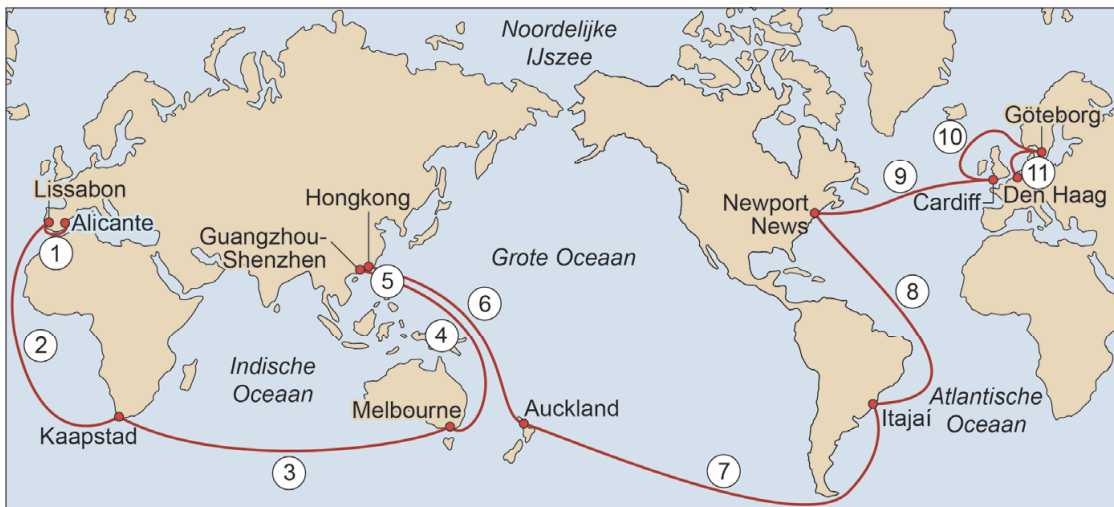 Noordelijke
IJszee
Göteborg
10
11
9
Den Haag
Cardiff
Newport
News
Lissabon
Alicante
1
Hongkong
Guangzhou-
Shenzhen
5
6
4
Grote Oceaan
8
2
Indische
Oceaan
Kaapstad
Melbourne
Auckland
3
7
Atlantische
Oceaan
Itajaí